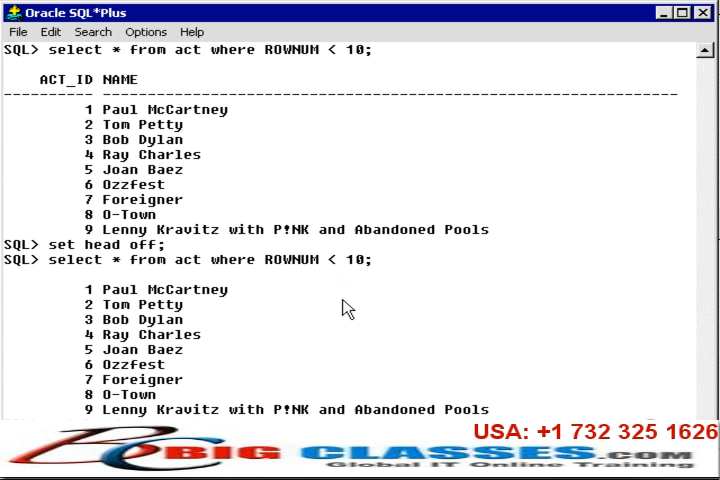 Oracle SQL*Plus
File Edit Search Options Help
SQL> select * from act where ROWNUM < 10;
ACT_ID NAME
---------- --------------------------------------------------------------------------------
1 Paul McCartney
2 Tom Petty
3 Bob Dylan
4 Ray Charles
5 Joan Baez
6 Ozzfest
7 Foreigner
8 O-Town
9 Lenny Kravitz with P!NK and Abandoned Pools
SQL> set head off;
SQL> select * from act where ROWNUM < 10;
1 Paul McCartney
2 Tom Petty
3 Bob Dylan
4 Ray Charles
5 Joan Baez
6 Ozzfest
7 Foreigner
8 O-Town
9 Lenny Kravitz with P!NK and Abandoned Pools
USA: +1 732 325 1626
BIG CLASSES.COM
Global IT Online Training